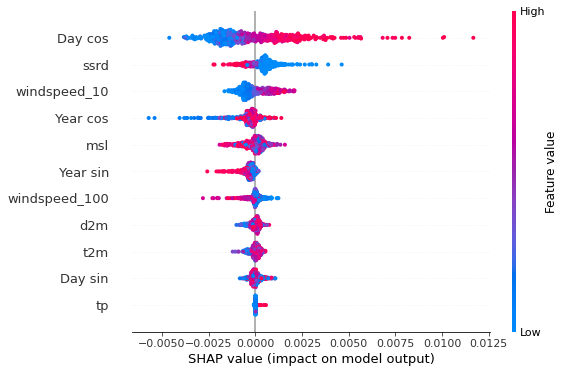 High
Day cos
ssrd
windspeed_10
Year cos
msl
Year sin
windspeed_100
d2m
t2m
Day sin
tp
Feature value
Low
−0.0050 −0.0025 0.0000 0.0025 0.0050 0.0075 0.0100 0.0125
SHAP value (impact on model output)